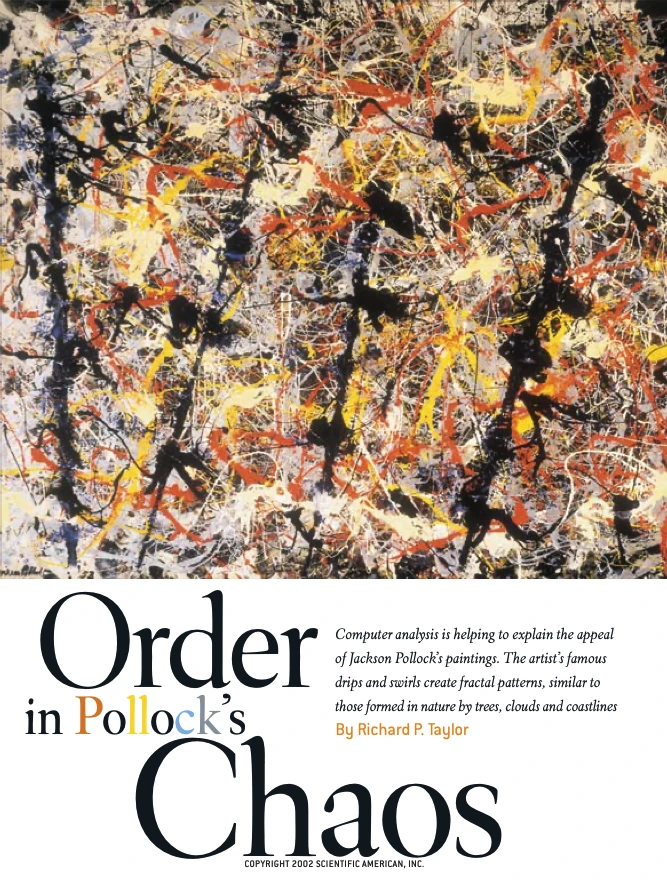 Order
in Pollock's
Chaos
Computer analysis is helping to explain the appeal
of Jackson Pollock's paintings. The artist's famous
drips and swirls create fractal patterns, similar to
those formed in nature by trees, clouds and coastlines
By Richard P. Taylor
COPYRIGHT 2002 SCIENTIFIC AMERICAN, INC.